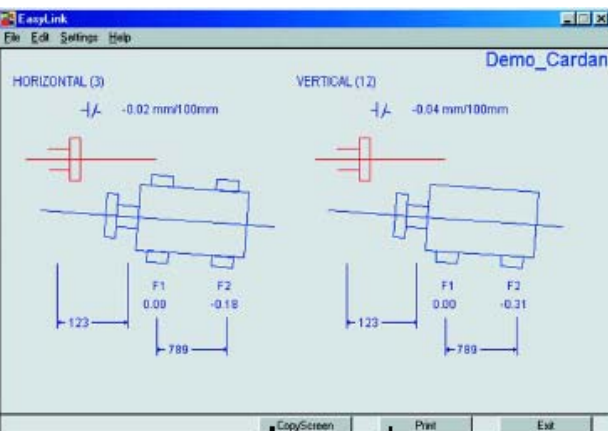 EasyLink
File Edit Settings Help
Demo_Cardan
HORIZONTAL (3)
-0.02 mm/100mm
F1 F2
0.00 -0.18
123
789
VERTICAL (12)
-0.04 mm/100mm
F1 F2
0.00 -0.31
123
789
CopyScreen Print Exit